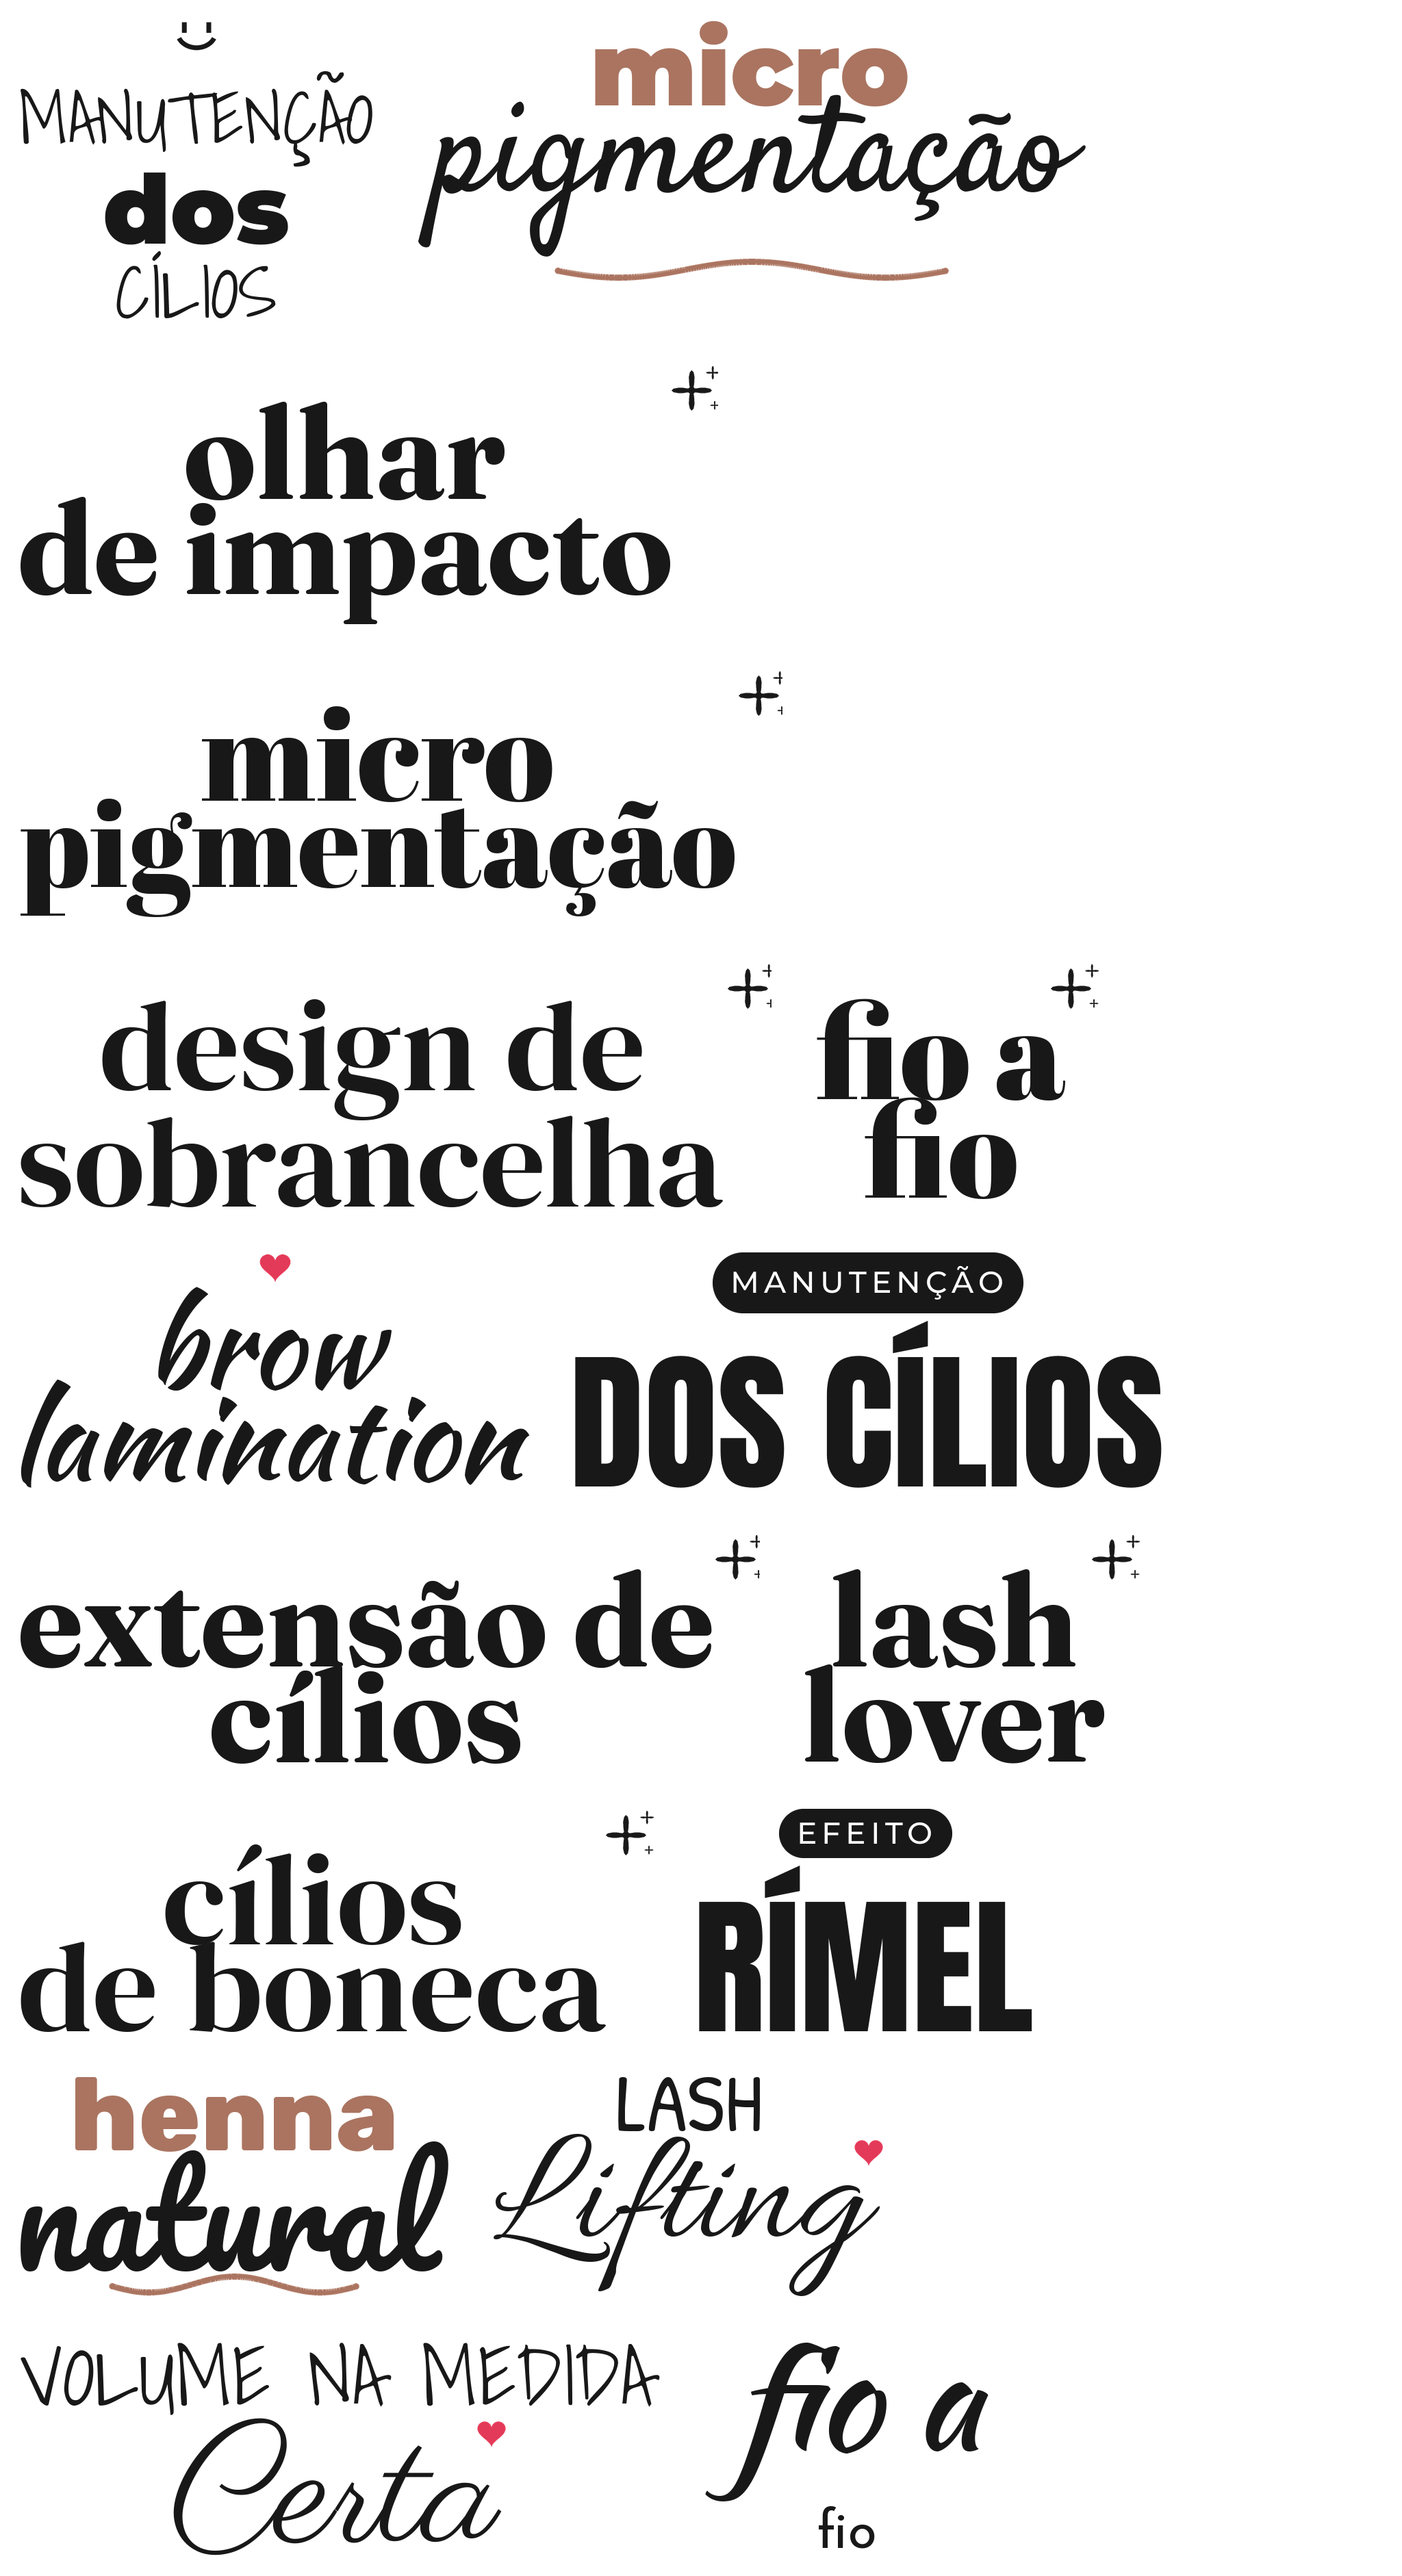 MANUTENÇÃO
dos
CÍLIOS
micro
pigmentação
olhar
de impacto
micro
pigmentação
design de
sobrancelha
fio a
fio
brow
lamination
MANUTENÇÃO
DOS CÍLIOS
extensão de
cílios
lash
lover
cílios
de boneca
EFEITO
RÍMEL
henna
natural
LASH
Lifting
VOLUME NA MEDIDA
Certa
fio a
fio